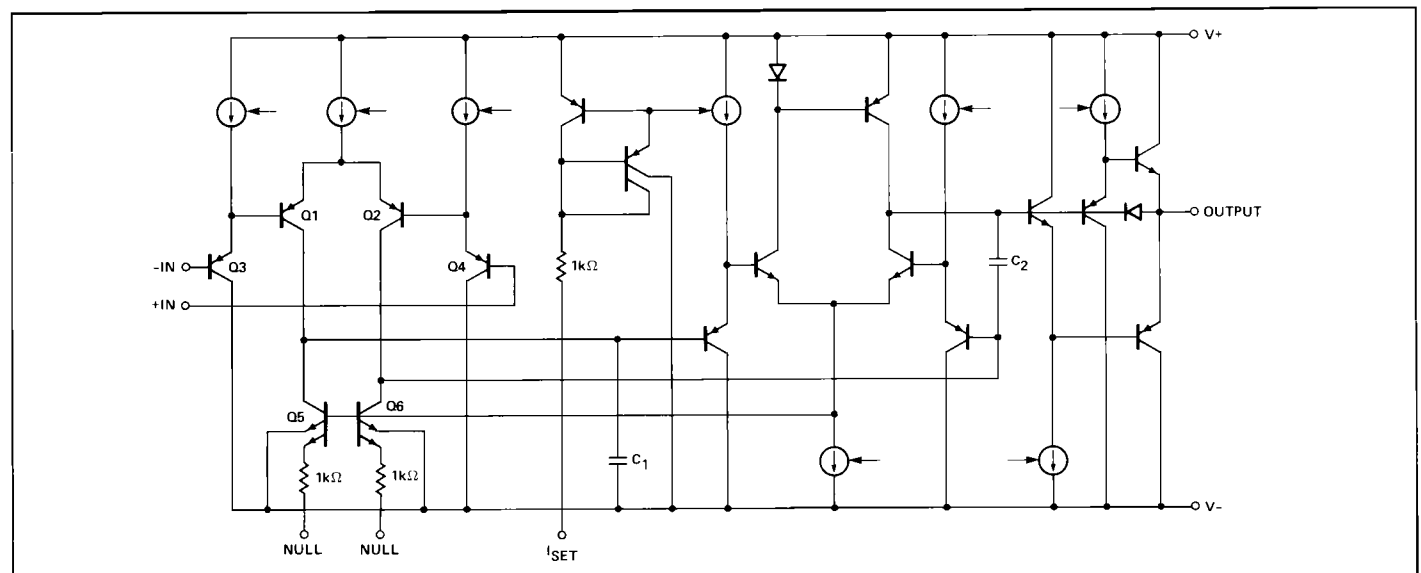 V+
Q1
Q2
OUTPUT
-IN
Q3
Q4
1kΩ
C2
+IN
Q5
Q6
1kΩ
1kΩ
C1
V-
NULL
NULL
ISET